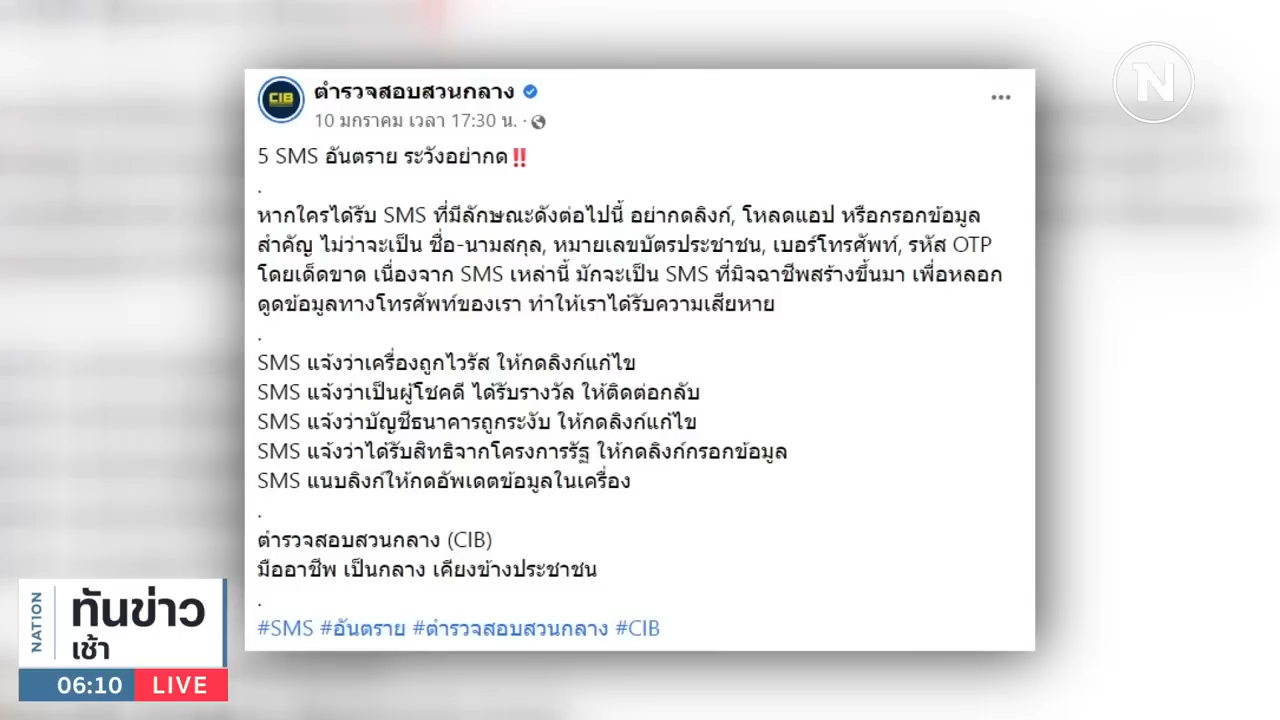 N
CIB
ตำรวจสอบสวนกลาง
10 มกราคม เวลา 17:30 น. ·
5 SMS อันตราย ระวังอย่ากด‼️
.
หากใครได้รับ SMS ที่มีลักษณะดังต่อไปนี้ อย่ากดลิงก์, โหลดแอป หรือกรอกข้อมูล
สำคัญ ไม่ว่าจะเป็น ชื่อ-นามสกุล, หมายเลขบัตรประชาชน, เบอร์โทรศัพท์, รหัส OTP
โดยเด็ดขาด เนื่องจาก SMS เหล่านี้ มักจะเป็น SMS ที่มิจฉาชีพสร้างขึ้นมา เพื่อหลอก
ดูดข้อมูลทางโทรศัพท์ของเรา ทำให้เราได้รับความเสียหาย
.
SMS แจ้งว่าเครื่องถูกไวรัส ให้กดลิงก์แก้ไข
SMS แจ้งว่าเป็นผู้โชคดี ได้รับรางวัล ให้ติดต่อกลับ
SMS แจ้งว่าบัญชีธนาคารถูกระงับ ให้กดลิงก์แก้ไข
SMS แจ้งว่าได้รับสิทธิจากโครงการรัฐ ให้กดลิงก์กรอกข้อมูล
SMS แนบลิงก์ให้กดอัพเดตข้อมูลในเครื่อง
.
ตำรวจสอบสวนกลาง (CIB)
มืออาชีพ เป็นกลาง เคียงข้างประชาชน
.
#SMS #อันตราย #ตำรวจสอบสวนกลาง #CIB
NATION
ทันข่าว
เช้า
06:10 LIVE